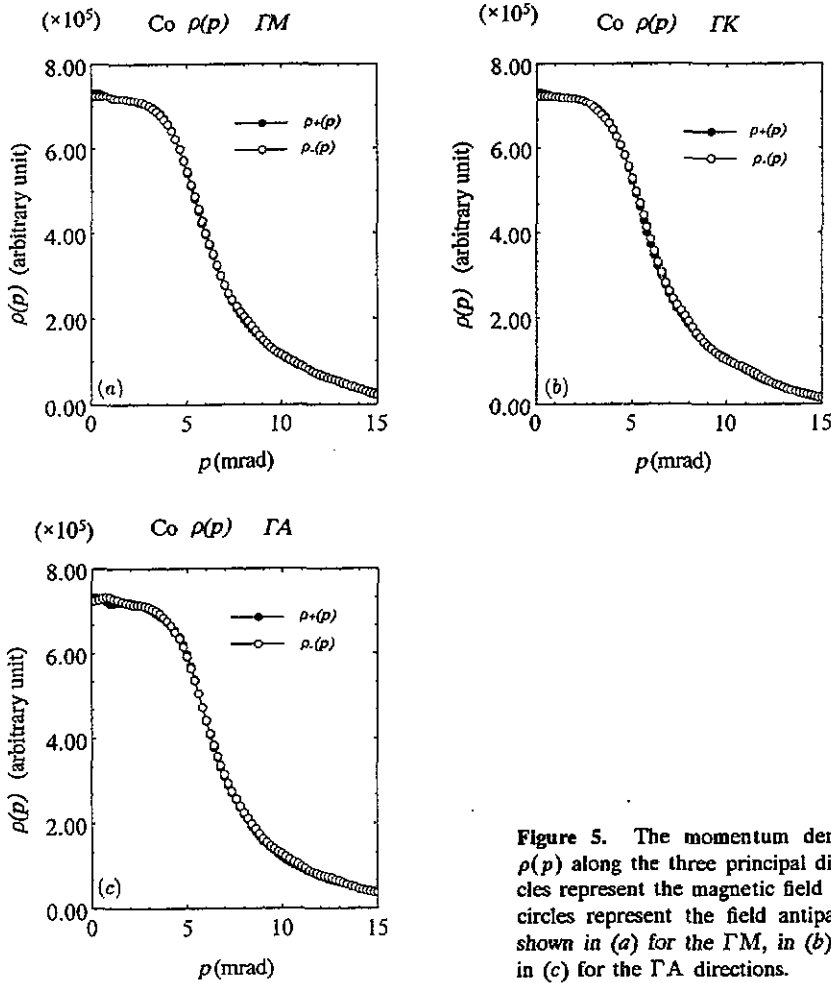 (×10⁵) Co ρ(p) ΓM
8.00
6.00
4.00
2.00
0.00
ρ(p) (arbitrary unit)
ρ+(p)
ρ-(p)
(a)
0 5 10 15
p (mrad)
(×10⁵) Co ρ(p) ΓK
8.00
6.00
4.00
2.00
0.00
ρ(p) (arbitrary unit)
ρ+(p)
ρ-(p)
(b)
0 5 10 15
p (mrad)
(×10⁵) Co ρ(p) ΓA
8.00
6.00
4.00
2.00
0.00
ρ(p) (arbitrary unit)
ρ+(p)
ρ-(p)
(c)
0 5 10 15
p (mrad)
Figure 5. The momentum den
ρ(p) along the three principal di
cles represent the magnetic field
circles represent the field antipa
shown in (a) for the ΓM, in (b)
in (c) for the ΓA directions.